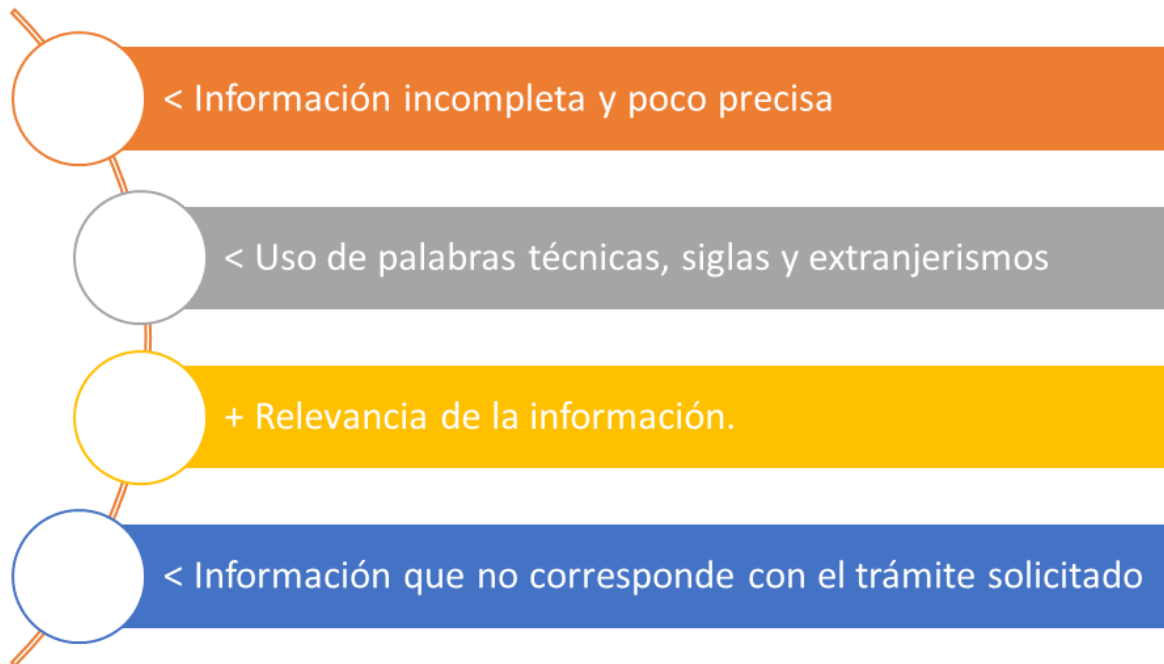 < Información incompleta y poco precisa
< Uso de palabras técnicas, siglas y extranjerismos
+ Relevancia de la información.
< Información que no corresponde con el trámite solicitado